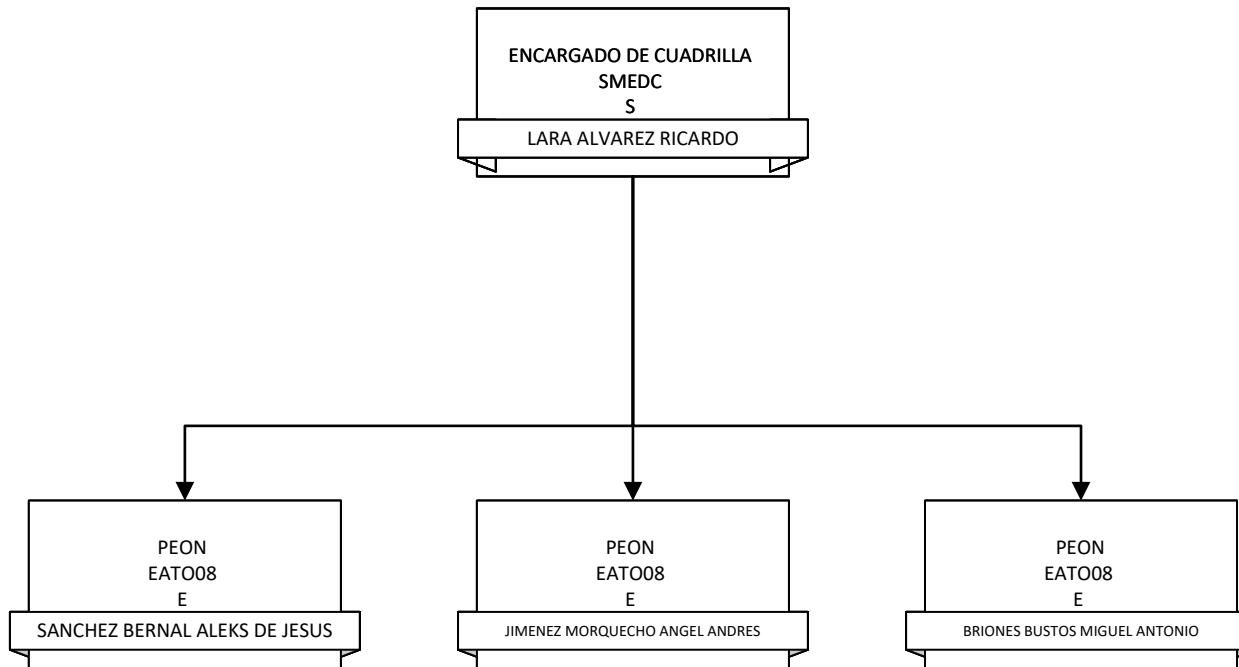 ENCARGADO DE CUADRILLA
SMEDC
S
LARA ALVAREZ RICARDO
PEON
EATO08
E
SANCHEZ BERNAL ALEKS DE JESUS
PEON
EATO08
E
JIMENEZ MORQUECHO ANGEL ANDRES
PEON
EATO08
E
BRIONES BUSTOS MIGUEL ANTONIO